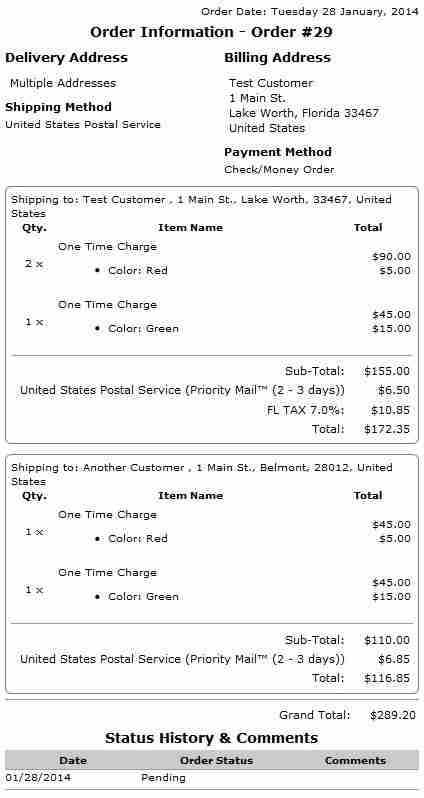 Order Date: Tuesday 28 January, 2014
Order Information - Order #29
Delivery Address
Multiple Addresses
Shipping Method
United States Postal Service
Billing Address
Test Customer
1 Main St.
Lake Worth, Florida 33467
United States
Payment Method
Check/Money Order
Shipping to: Test Customer , 1 Main St., Lake Worth, 33467, United
States
Qty. Item Name Total
One Time Charge
2 x $90.00
• Color: Red $5.00
One Time Charge
1 x $45.00
• Color: Green $15.00
Sub-Total: $155.00
United States Postal Service (Priority Mail™ (2 - 3 days)) $6.50
FL TAX 7.0%: $10.85
Total: $172.35
Shipping to: Another Customer , 1 Main St., Belmont, 28012, United
States
Qty. Item Name Total
One Time Charge
1 x $45.00
• Color: Red $5.00
One Time Charge
1 x $45.00
• Color: Green $15.00
Sub-Total: $110.00
United States Postal Service (Priority Mail™ (2 - 3 days)) $6.85
Total: $116.85
Grand Total: $289.20
Status History & Comments
Date Order Status Comments
01/28/2014 Pending